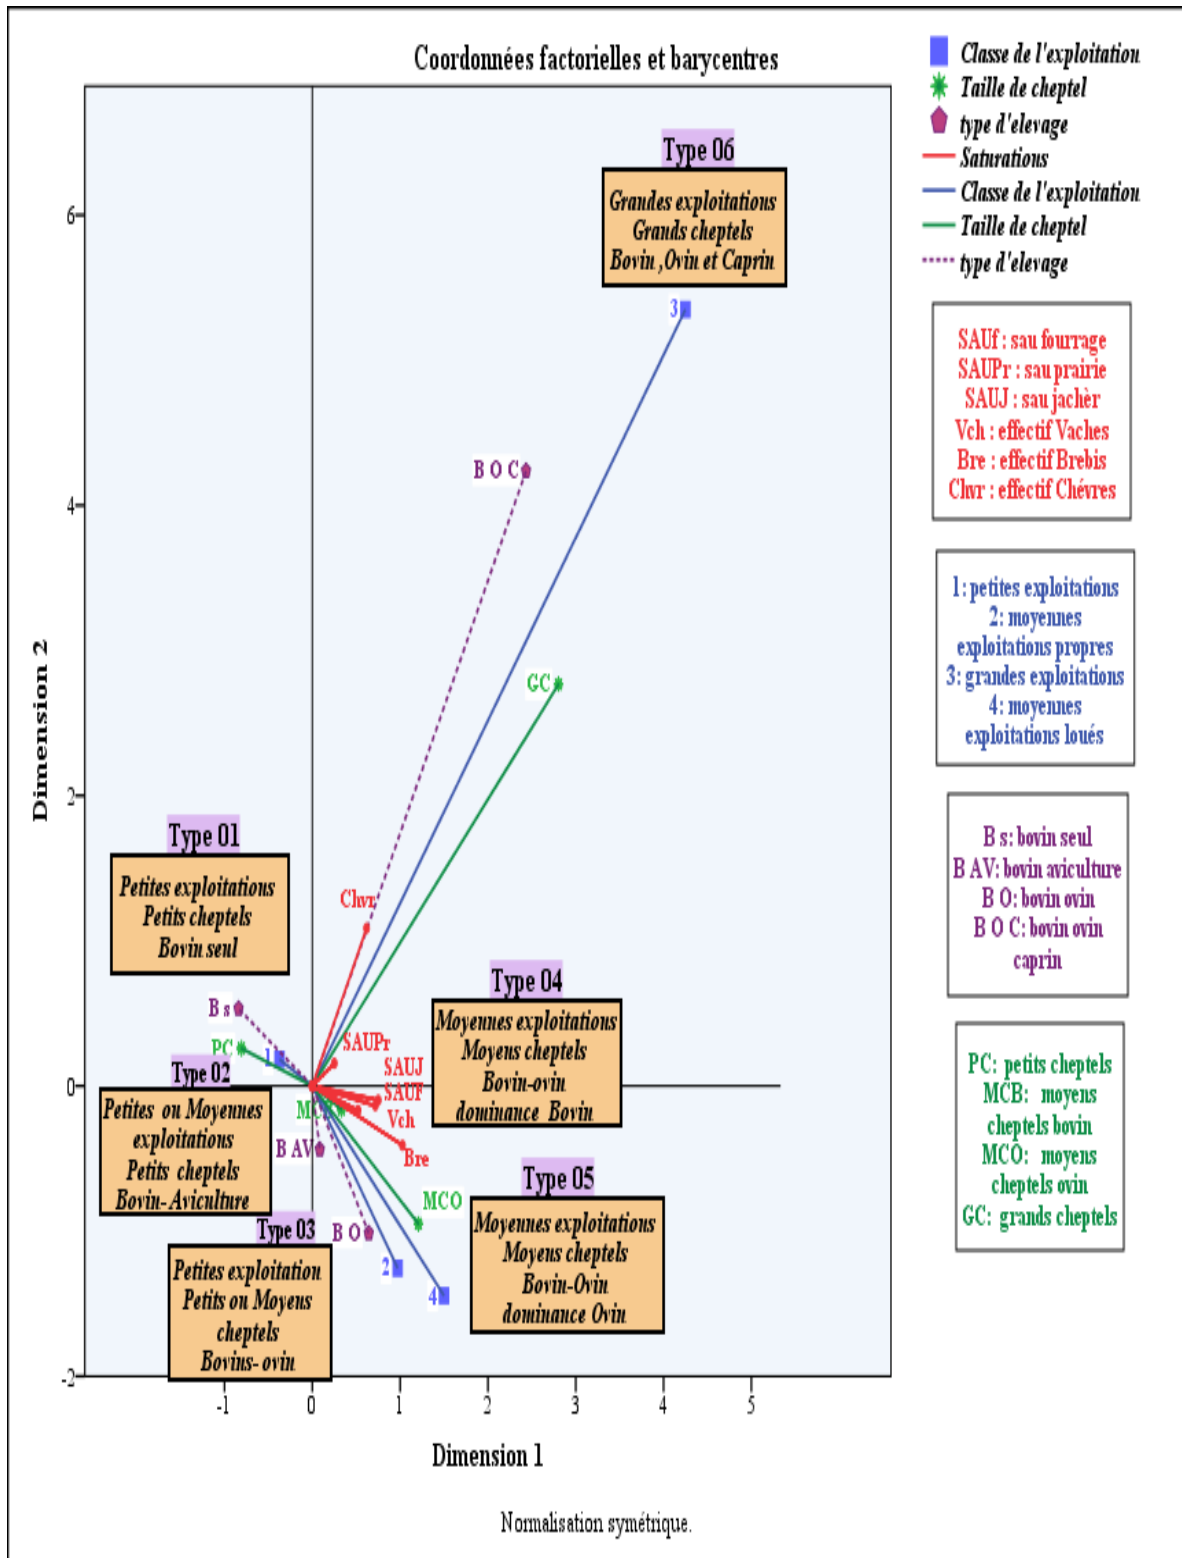 Coordonnées factorielles et barycentres
Classe de l'exploitation
Taille de cheptel
type d'elevage
Saturations
Classe de l'exploitation
Taille de cheptel
type d'elevage
SAUf : sau fourrage
SAUPr : sau prairie
SAUJ : sau jachèr
Vch : effectif Vaches
Bre : effectif Brebis
Chvr : effectif Chévres
1: petites exploitations
2: moyennes
exploitations propres
3: grandes exploitations
4: moyennes
exploitations loués
B s: bovin seul
B AV: bovin aviculture
B O: bovin ovin
B O C: bovin ovin
caprin
PC: petits cheptels
MCB: moyens
cheptels bovin
MCO: moyens
cheptels ovin
GC: grands cheptels
Dimension 2
6
4
2
0
-2
Type 06
Grandes exploitations
Grands cheptels
Bovin ,Ovin et Caprin
3
B O C
GC
Type 01
Petites exploitations
Petits cheptels
Bovin seul
Chvr
B s
PC
1
SAUPr
SAUJ
SAUF
Vch
Bre
Type 04
Moyennes exploitations
Moyens cheptels
Bovin-ovin
dominance Bovin
Type 02
Petites ou Moyennes
exploitations
Petits cheptels
Bovin-Aviculture
B AV
MCO
B O
2
4
Type 05
Moyennes exploitations
Moyens cheptels
Bovin-Ovin
dominance Ovin
Type 03
Petites exploitation
Petits ou Moyens
cheptels
Bovins-ovin
-1
0
1
2
3
4
5
Dimension 1
Normalisation symétrique.